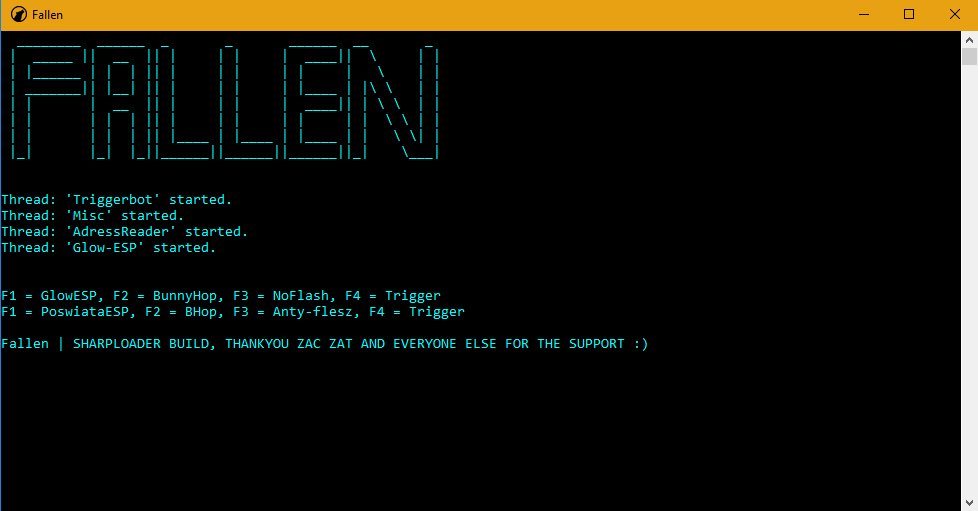 Fallen
FALLEN
Thread: 'Triggerbot' started.
Thread: 'Misc' started.
Thread: 'AdressReader' started.
Thread: 'Glow-ESP' started.
F1 = GlowESP, F2 = BunnyHop, F3 = NoFlash, F4 = Trigger
F1 = PoswiataESP, F2 = BHop, F3 = Anty-flesz, F4 = Trigger
Fallen | SHARPLOADER BUILD, THANKYOU ZAC ZAT AND EVERYONE ELSE FOR THE SUPPORT :)